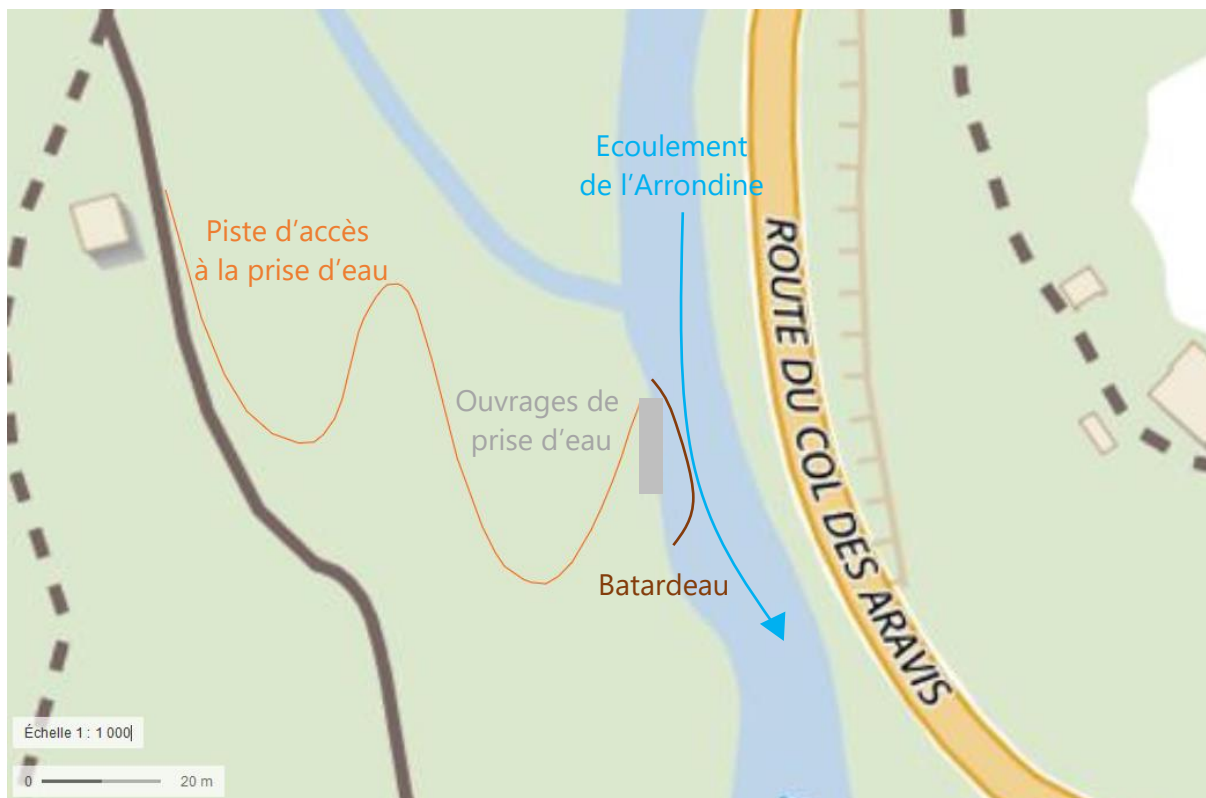 Ecoulement
de l'Arrondine
Piste d'accès
à la prise d'eau
ROUTE DU COL DES ARAVIS
Ouvrages de
prise d'eau
Batardeau
Échelle 1 : 1 000
0 20 m